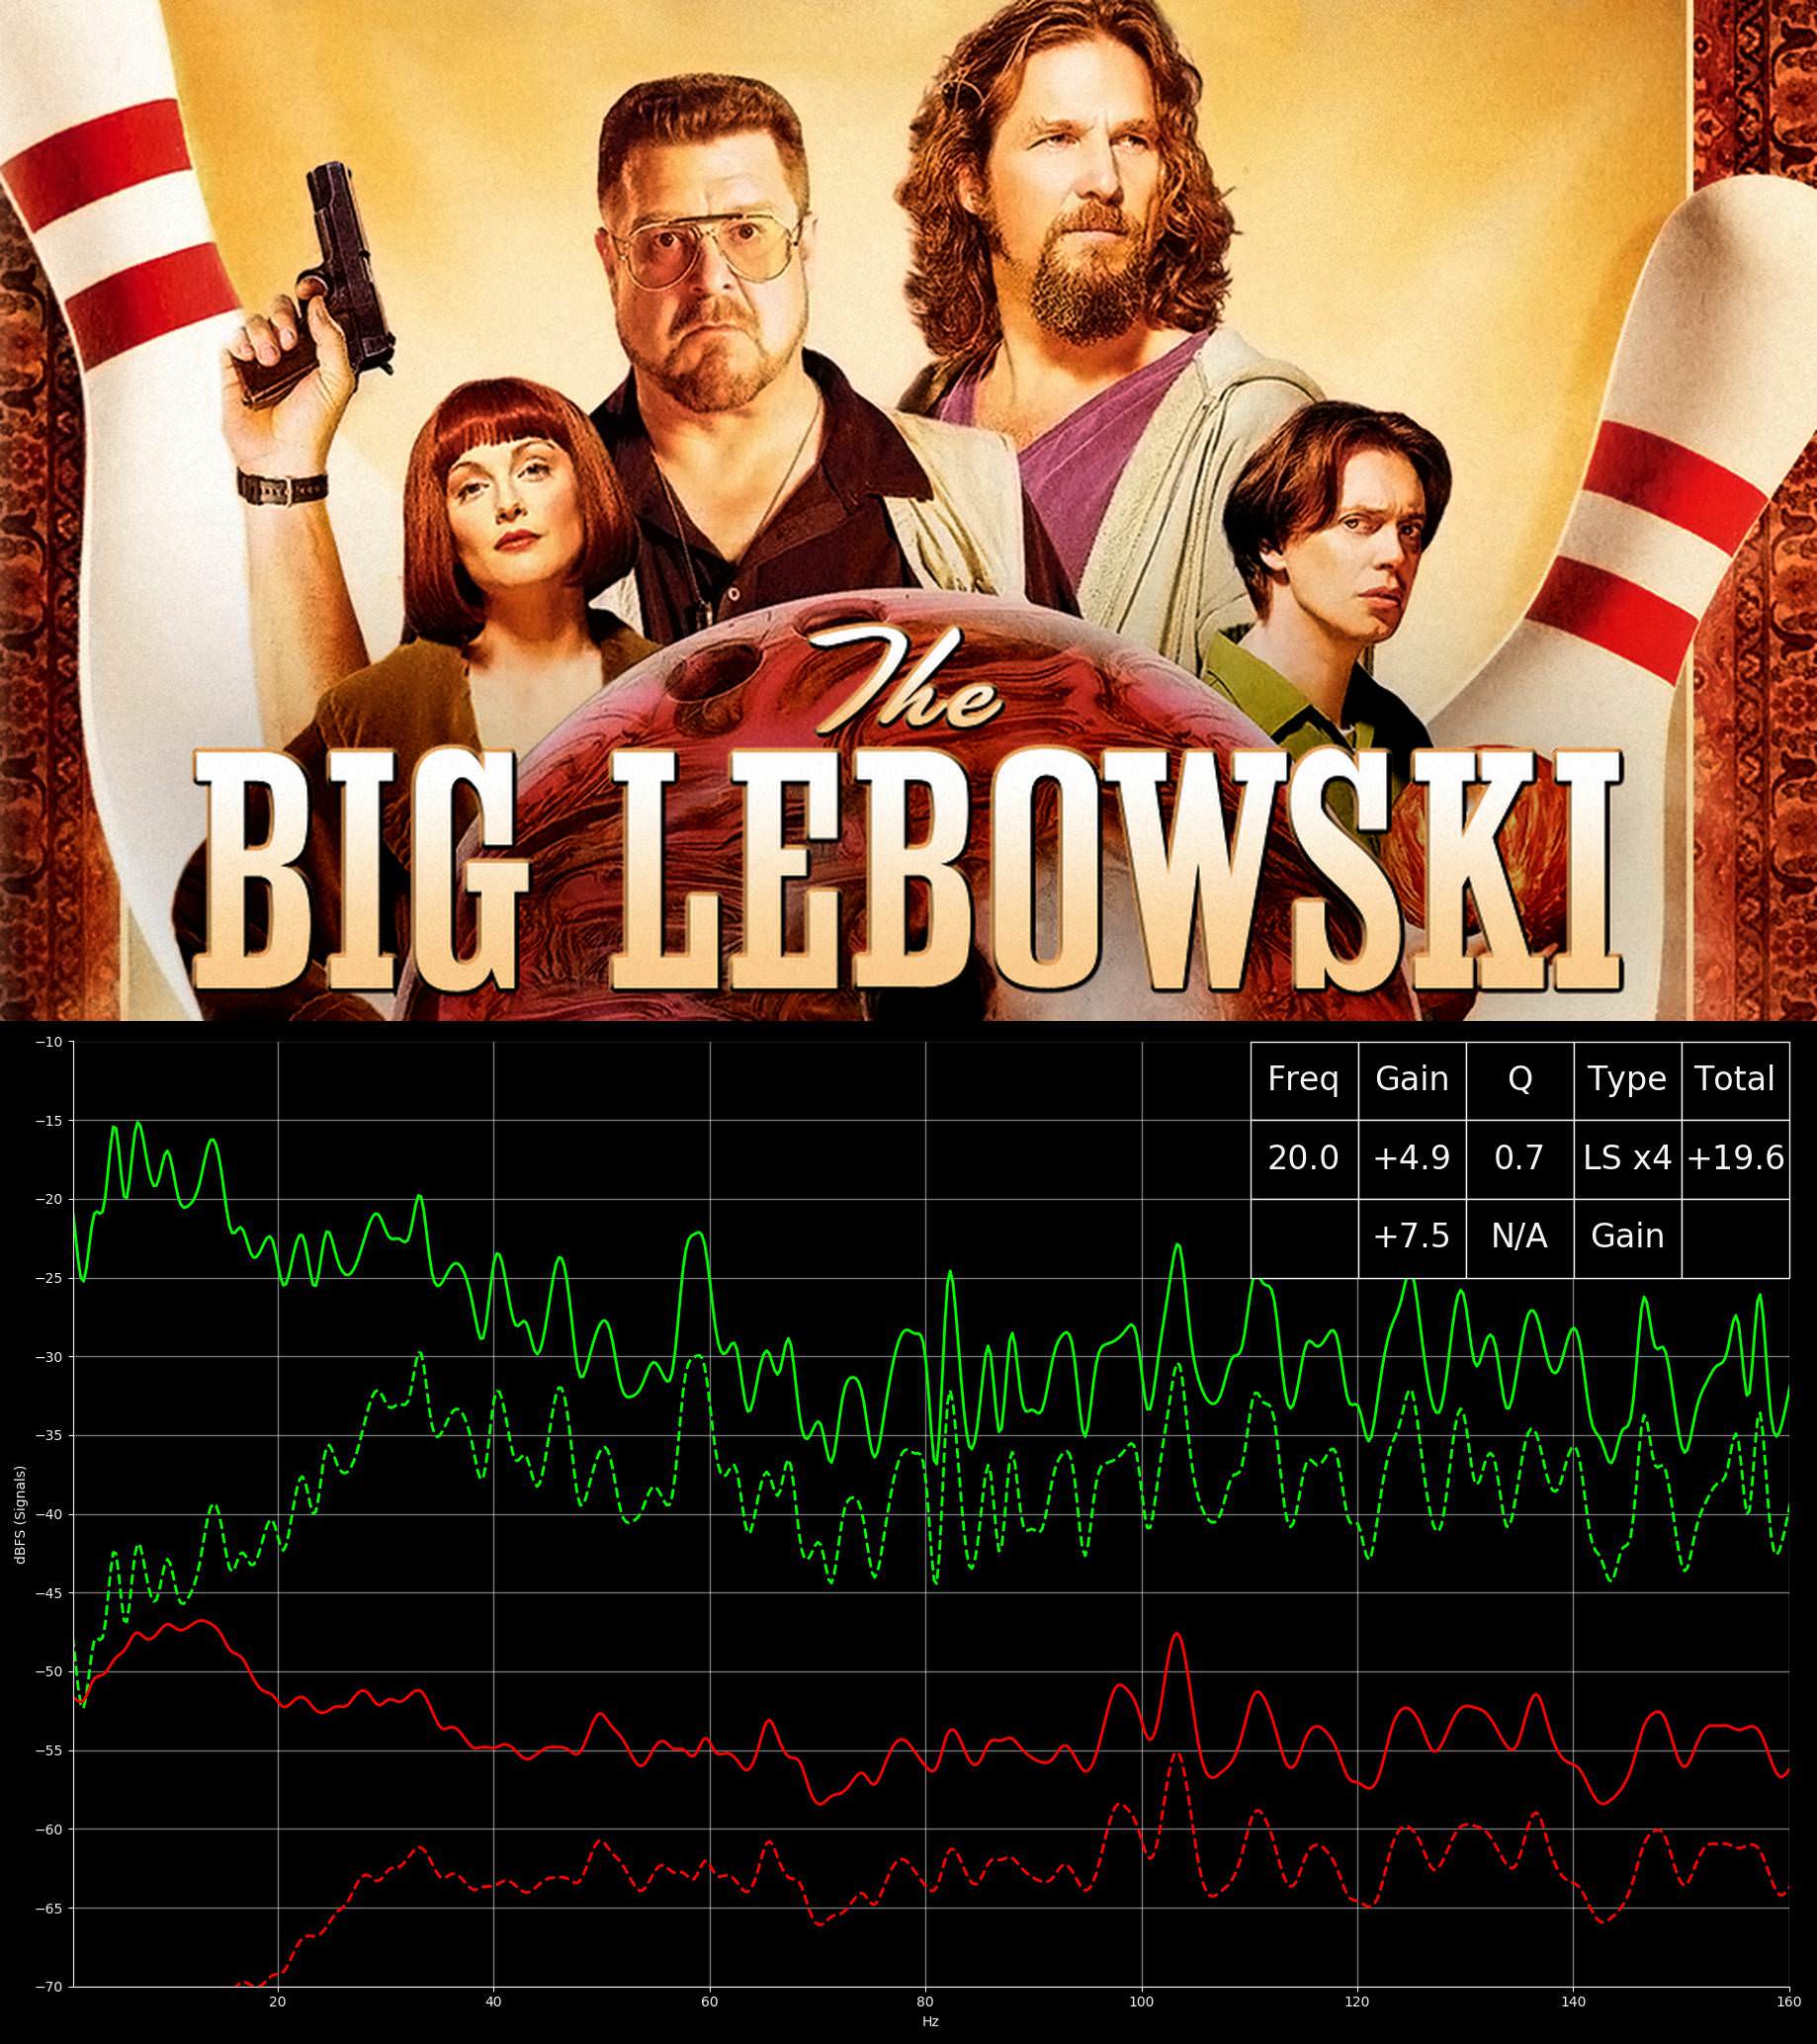 The
BIG LEBOWSKI
Freq Gain Q Type Total
20.0 +4.9 0.7 LS x4 +19.6
+7.5 N/A Gain
−10
−15
−20
−25
−30
−35
−40
−45
−50
−55
−60
−65
−70
dBFS (Signals)
20 40 60 80 100 120 140 160
Hz